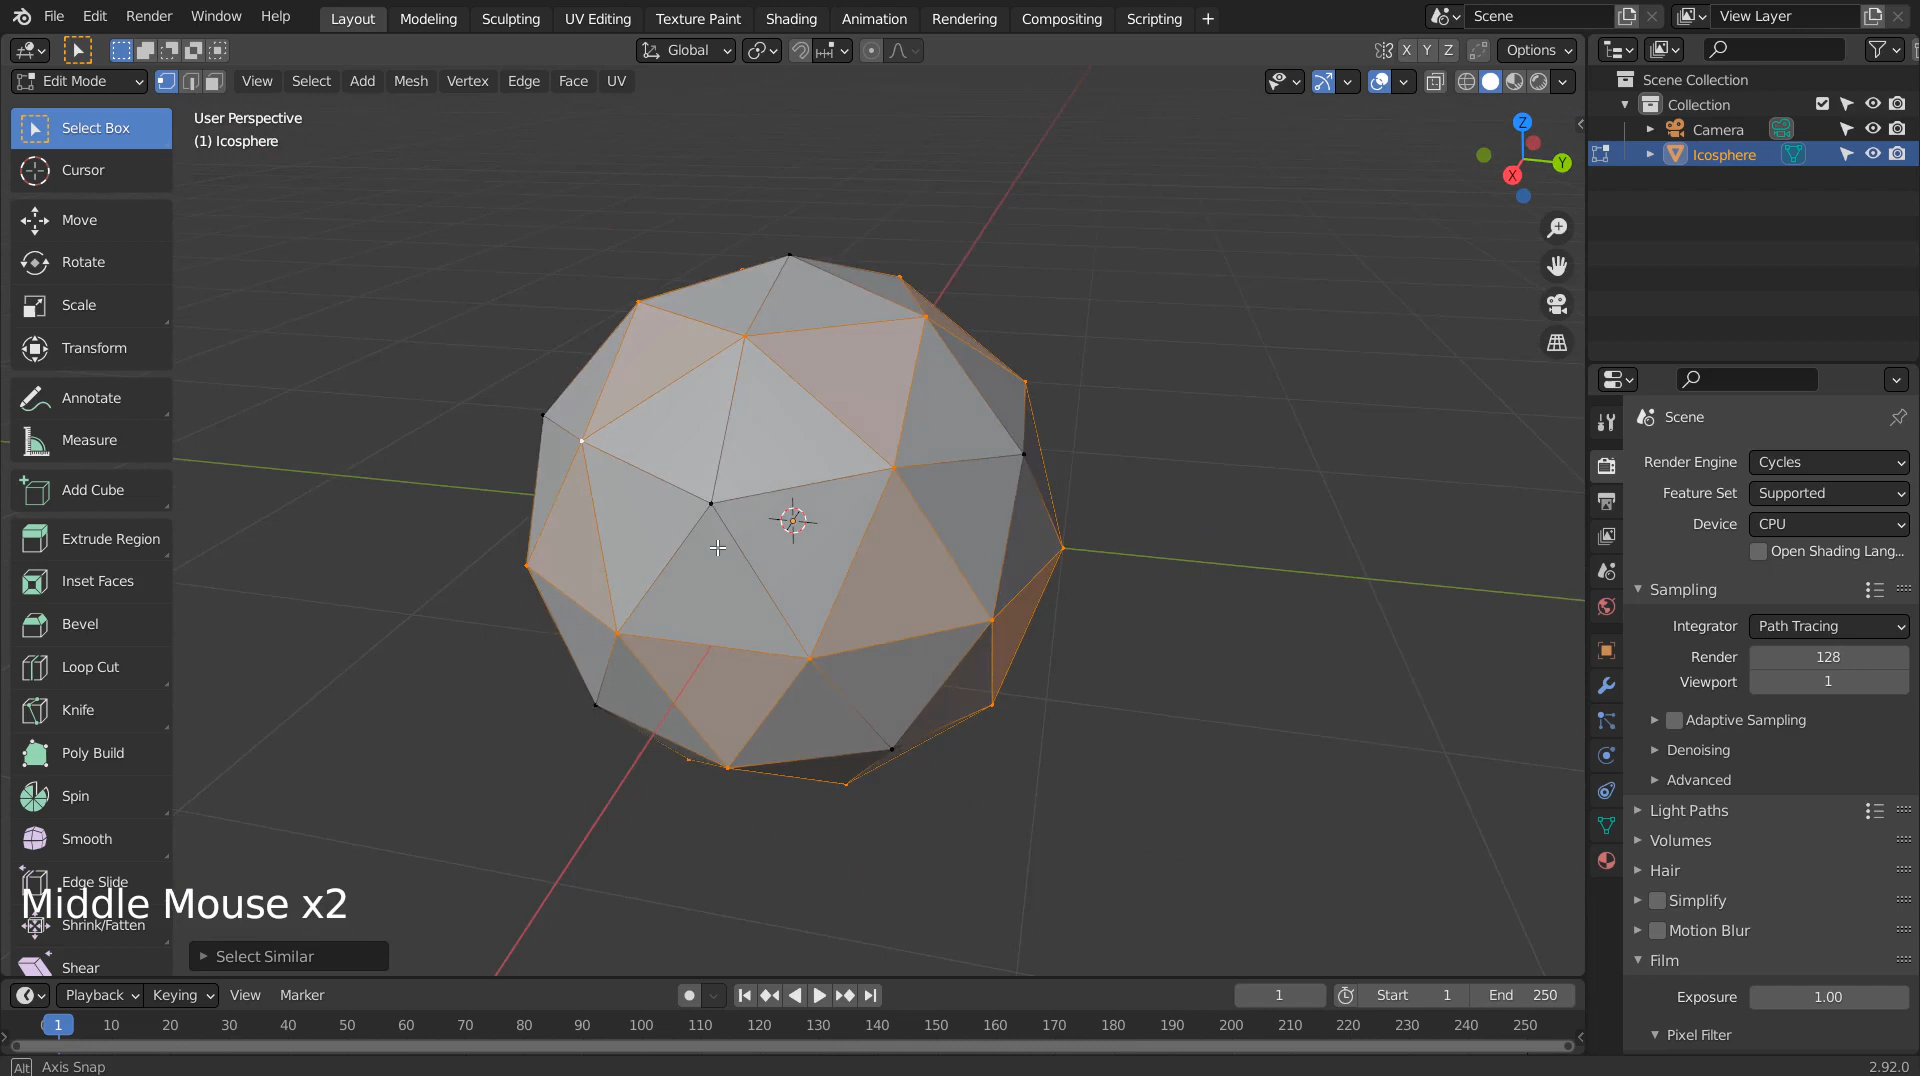 File Edit Render Window Help Layout Modeling Sculpting UV Editing Texture Paint Shading Animation Rendering Compositing Scripting + Scene View Layer
Global X Y Z Options
Edit Mode View Select Add Mesh Vertex Edge Face UV
Scene Collection
Collection
Camera
Icosphere
User Perspective
(1) Icosphere
Z
Y
X
Select Box
Cursor
Move
Rotate
Scale
Transform
Annotate
Measure
Add Cube
Extrude Region
Inset Faces
Bevel
Loop Cut
Knife
Poly Build
Spin
Smooth
Edge Slide
Shrink/Fatten
Shear
Middle Mouse x2
Select Similar
Scene
Render Engine Cycles
Feature Set Supported
Device CPU
Open Shading Lang...
Sampling
Integrator Path Tracing
Render 128
Viewport 1
Adaptive Sampling
Denoising
Advanced
Light Paths
Volumes
Hair
Simplify
Motion Blur
Film
Exposure 1.00
Pixel Filter
Playback Keying View Marker 1 Start 1 End 250
1 10 20 30 40 50 60 70 80 90 100 110 120 130 140 150 160 170 180 190 200 210 220 230 240 250
Alt Axis Snap 2.92.0